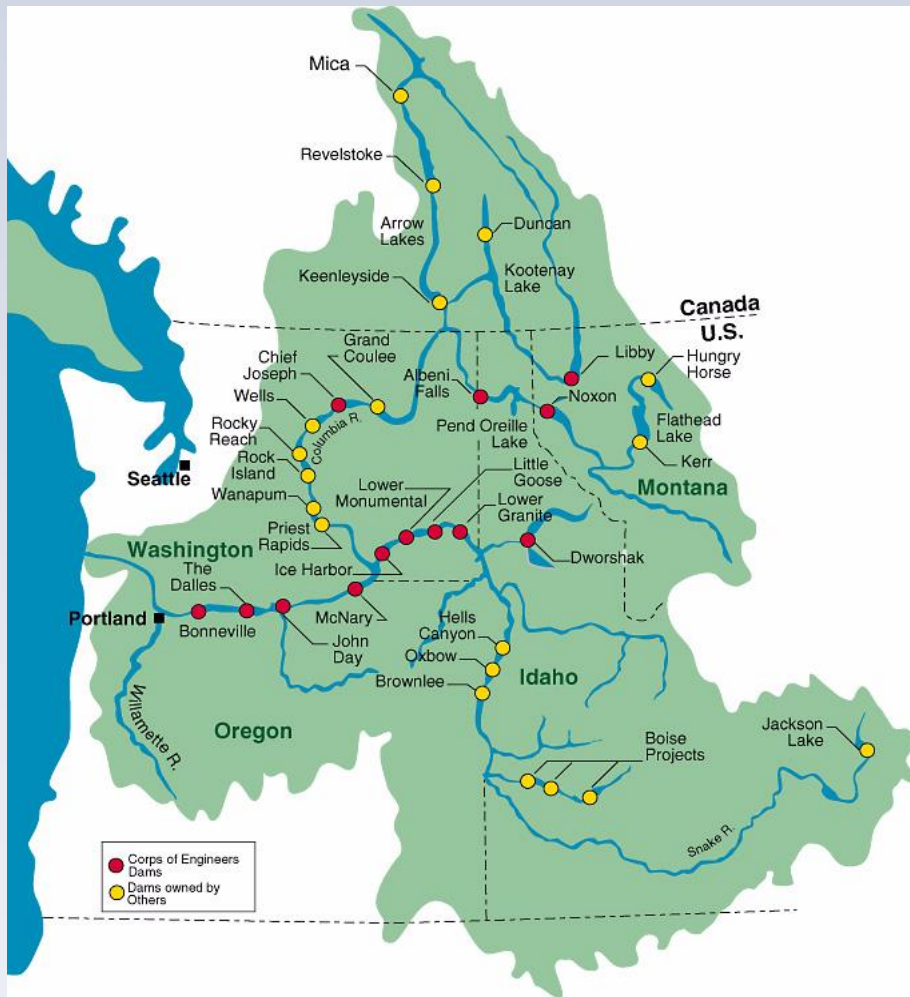 Mica
Revelstoke
Arrow
Lakes
Duncan
Kootenay
Lake
Keenleyside
Canada
U.S.
Grand
Coulee
Chief
Joseph
Wells
Rocky
Reach
Rock
Island
Wanapum
Priest
Rapids
Columbia R.
Albeni
Falls
Pend Oreille
Lake
Libby
Noxon
Hungry
Horse
Flathead
Lake
Kerr
Montana
Seattle
Little
Goose
Lower
Monumental
Lower
Granite
Dworshak
Washington
Ice Harbor
The
Dalles
Portland
Bonneville
McNary
John
Day
Hells
Canyon
Oxbow
Brownlee
Idaho
Willamette R.
Oregon
Boise
Projects
Jackson
Lake
Snake R.
Corps of Engineers
Dams
Dams owned by
Others